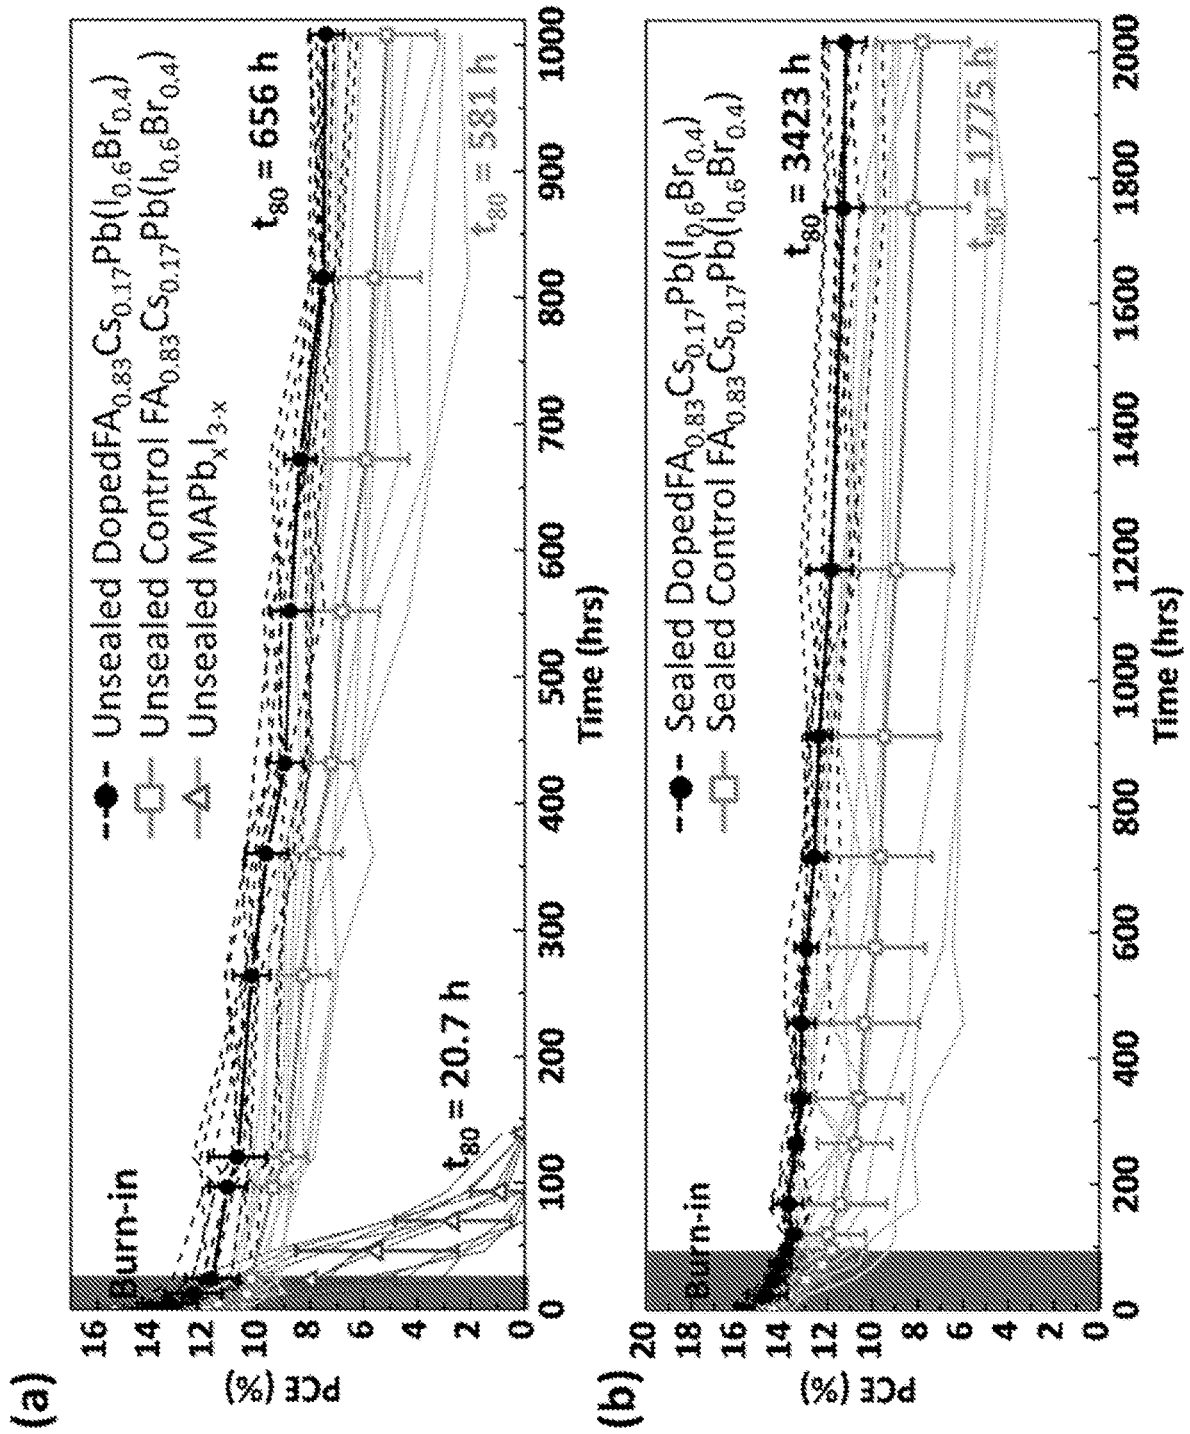 (a)
Unsealed DopedFA0.83Cs0.17Pb(I0.6Br0.4)
Unsealed Control FA0.83Cs0.17Pb(I0.6Br0.4)
Unsealed MAPbxI3-x
Burn-in
t80 = 656 h
t80 = 581 h
t80 = 20.7 h
PCE (%)
16
14
12
10
8
6
4
2
0
0 100 200 300 400 500 600 700 800 900 1000
Time (hrs)
(b)
Sealed DopedFA0.83Cs0.17Pb(I0.6Br0.4)
Sealed Control FA0.83Cs0.17Pb(I0.6Br0.4)
Burn-in
t80 = 3423 h
t80 = 1775 h
PCE (%)
20
18
16
14
12
10
8
6
4
2
0
0 200 400 600 800 1000 1200 1400 1600 1800 2000
Time (hrs)